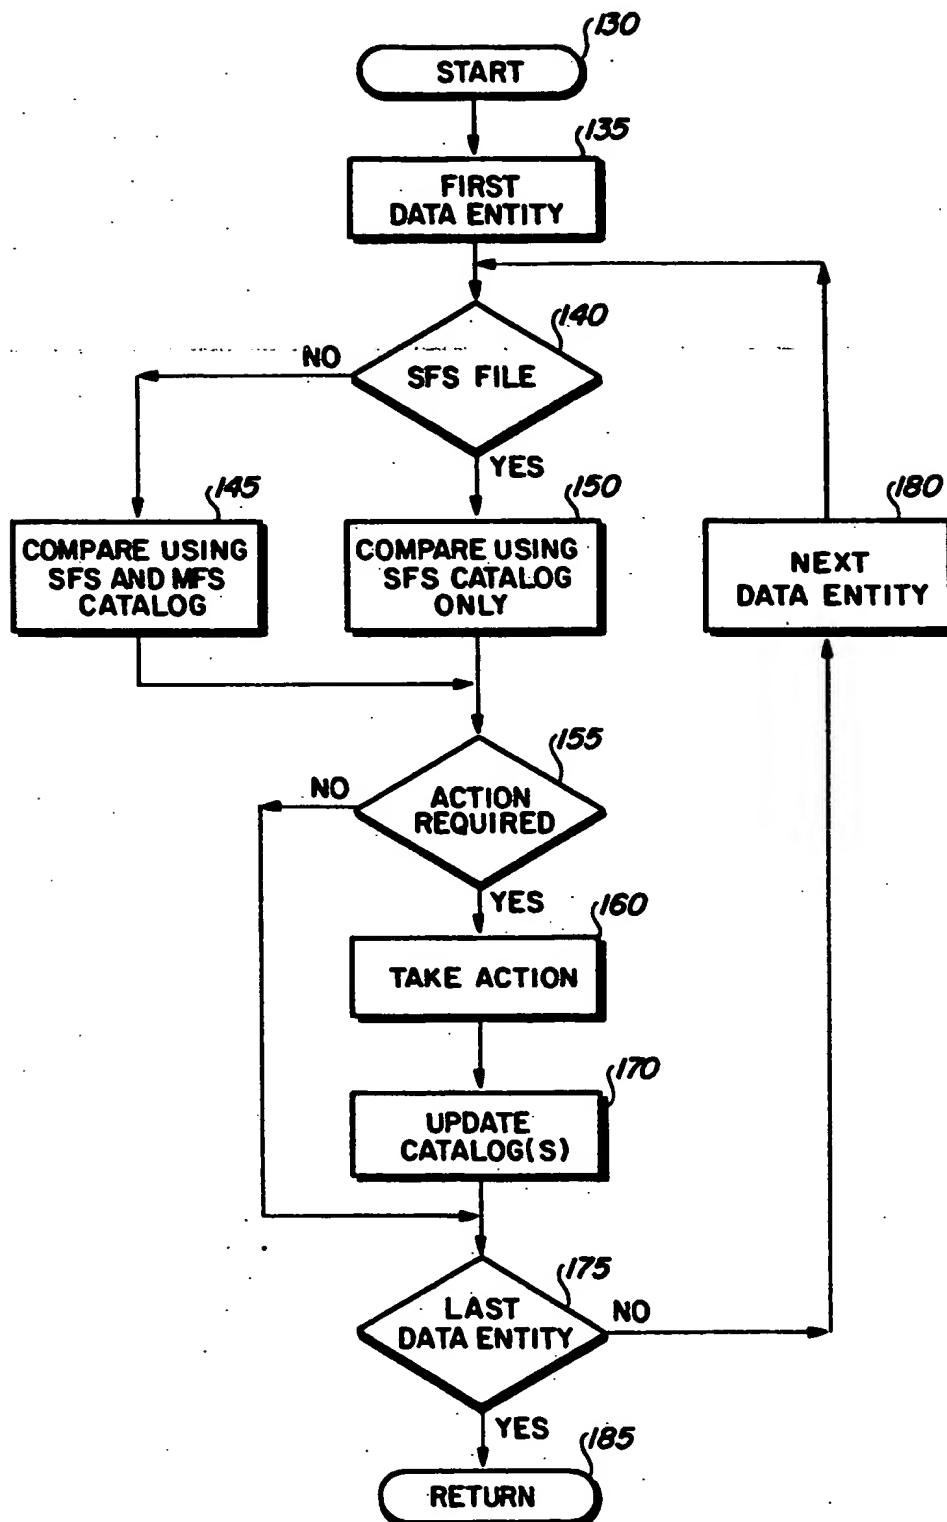 130
START
135
FIRST
DATA ENTITY
140
NO
SFS FILE
YES
145
COMPARE USING
SFS AND MFS
CATALOG
150
COMPARE USING
SFS CATALOG
ONLY
180
NEXT
DATA ENTITY
155
NO
ACTION
REQUIRED
YES
160
TAKE ACTION
170
UPDATE
CATALOG(S)
175
LAST
DATA ENTITY
NO
YES
185
RETURN